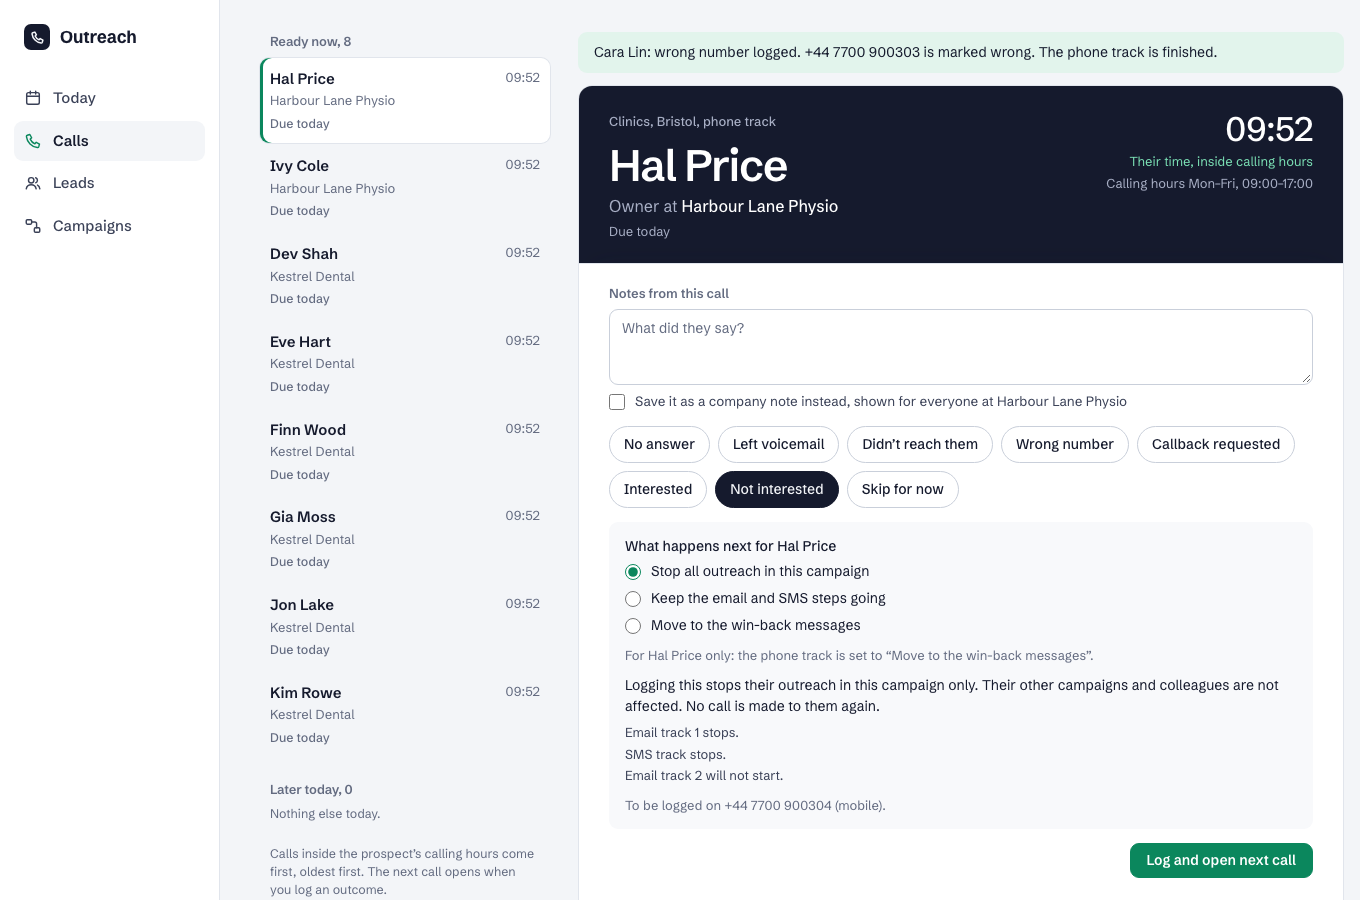 Outreach
Today
Calls
Leads
Campaigns
Ready now, 8
Hal Price 09:52
Harbour Lane Physio
Due today
Ivy Cole 09:52
Harbour Lane Physio
Due today
Dev Shah 09:52
Kestrel Dental
Due today
Eve Hart 09:52
Kestrel Dental
Due today
Finn Wood 09:52
Kestrel Dental
Due today
Gia Moss 09:52
Kestrel Dental
Due today
Jon Lake 09:52
Kestrel Dental
Due today
Kim Rowe 09:52
Kestrel Dental
Due today
Later today, 0
Nothing else today.
Calls inside the prospect’s calling hours come
first, oldest first. The next call opens when
you log an outcome.
Cara Lin: wrong number logged. +44 7700 900303 is marked wrong. The phone track is finished.
Clinics, Bristol, phone track
Hal Price
Owner at Harbour Lane Physio
Due today
09:52
Their time, inside calling hours
Calling hours Mon-Fri, 09:00-17:00
Notes from this call
What did they say?
Save it as a company note instead, shown for everyone at Harbour Lane Physio
No answer Left voicemail Didn’t reach them Wrong number Callback requested
Interested Not interested Skip for now
What happens next for Hal Price
Stop all outreach in this campaign
Keep the email and SMS steps going
Move to the win-back messages
For Hal Price only: the phone track is set to “Move to the win-back messages”.
Logging this stops their outreach in this campaign only. Their other campaigns and colleagues are not
affected. No call is made to them again.
Email track 1 stops.
SMS track stops.
Email track 2 will not start.
To be logged on +44 7700 900304 (mobile).
Log and open next call